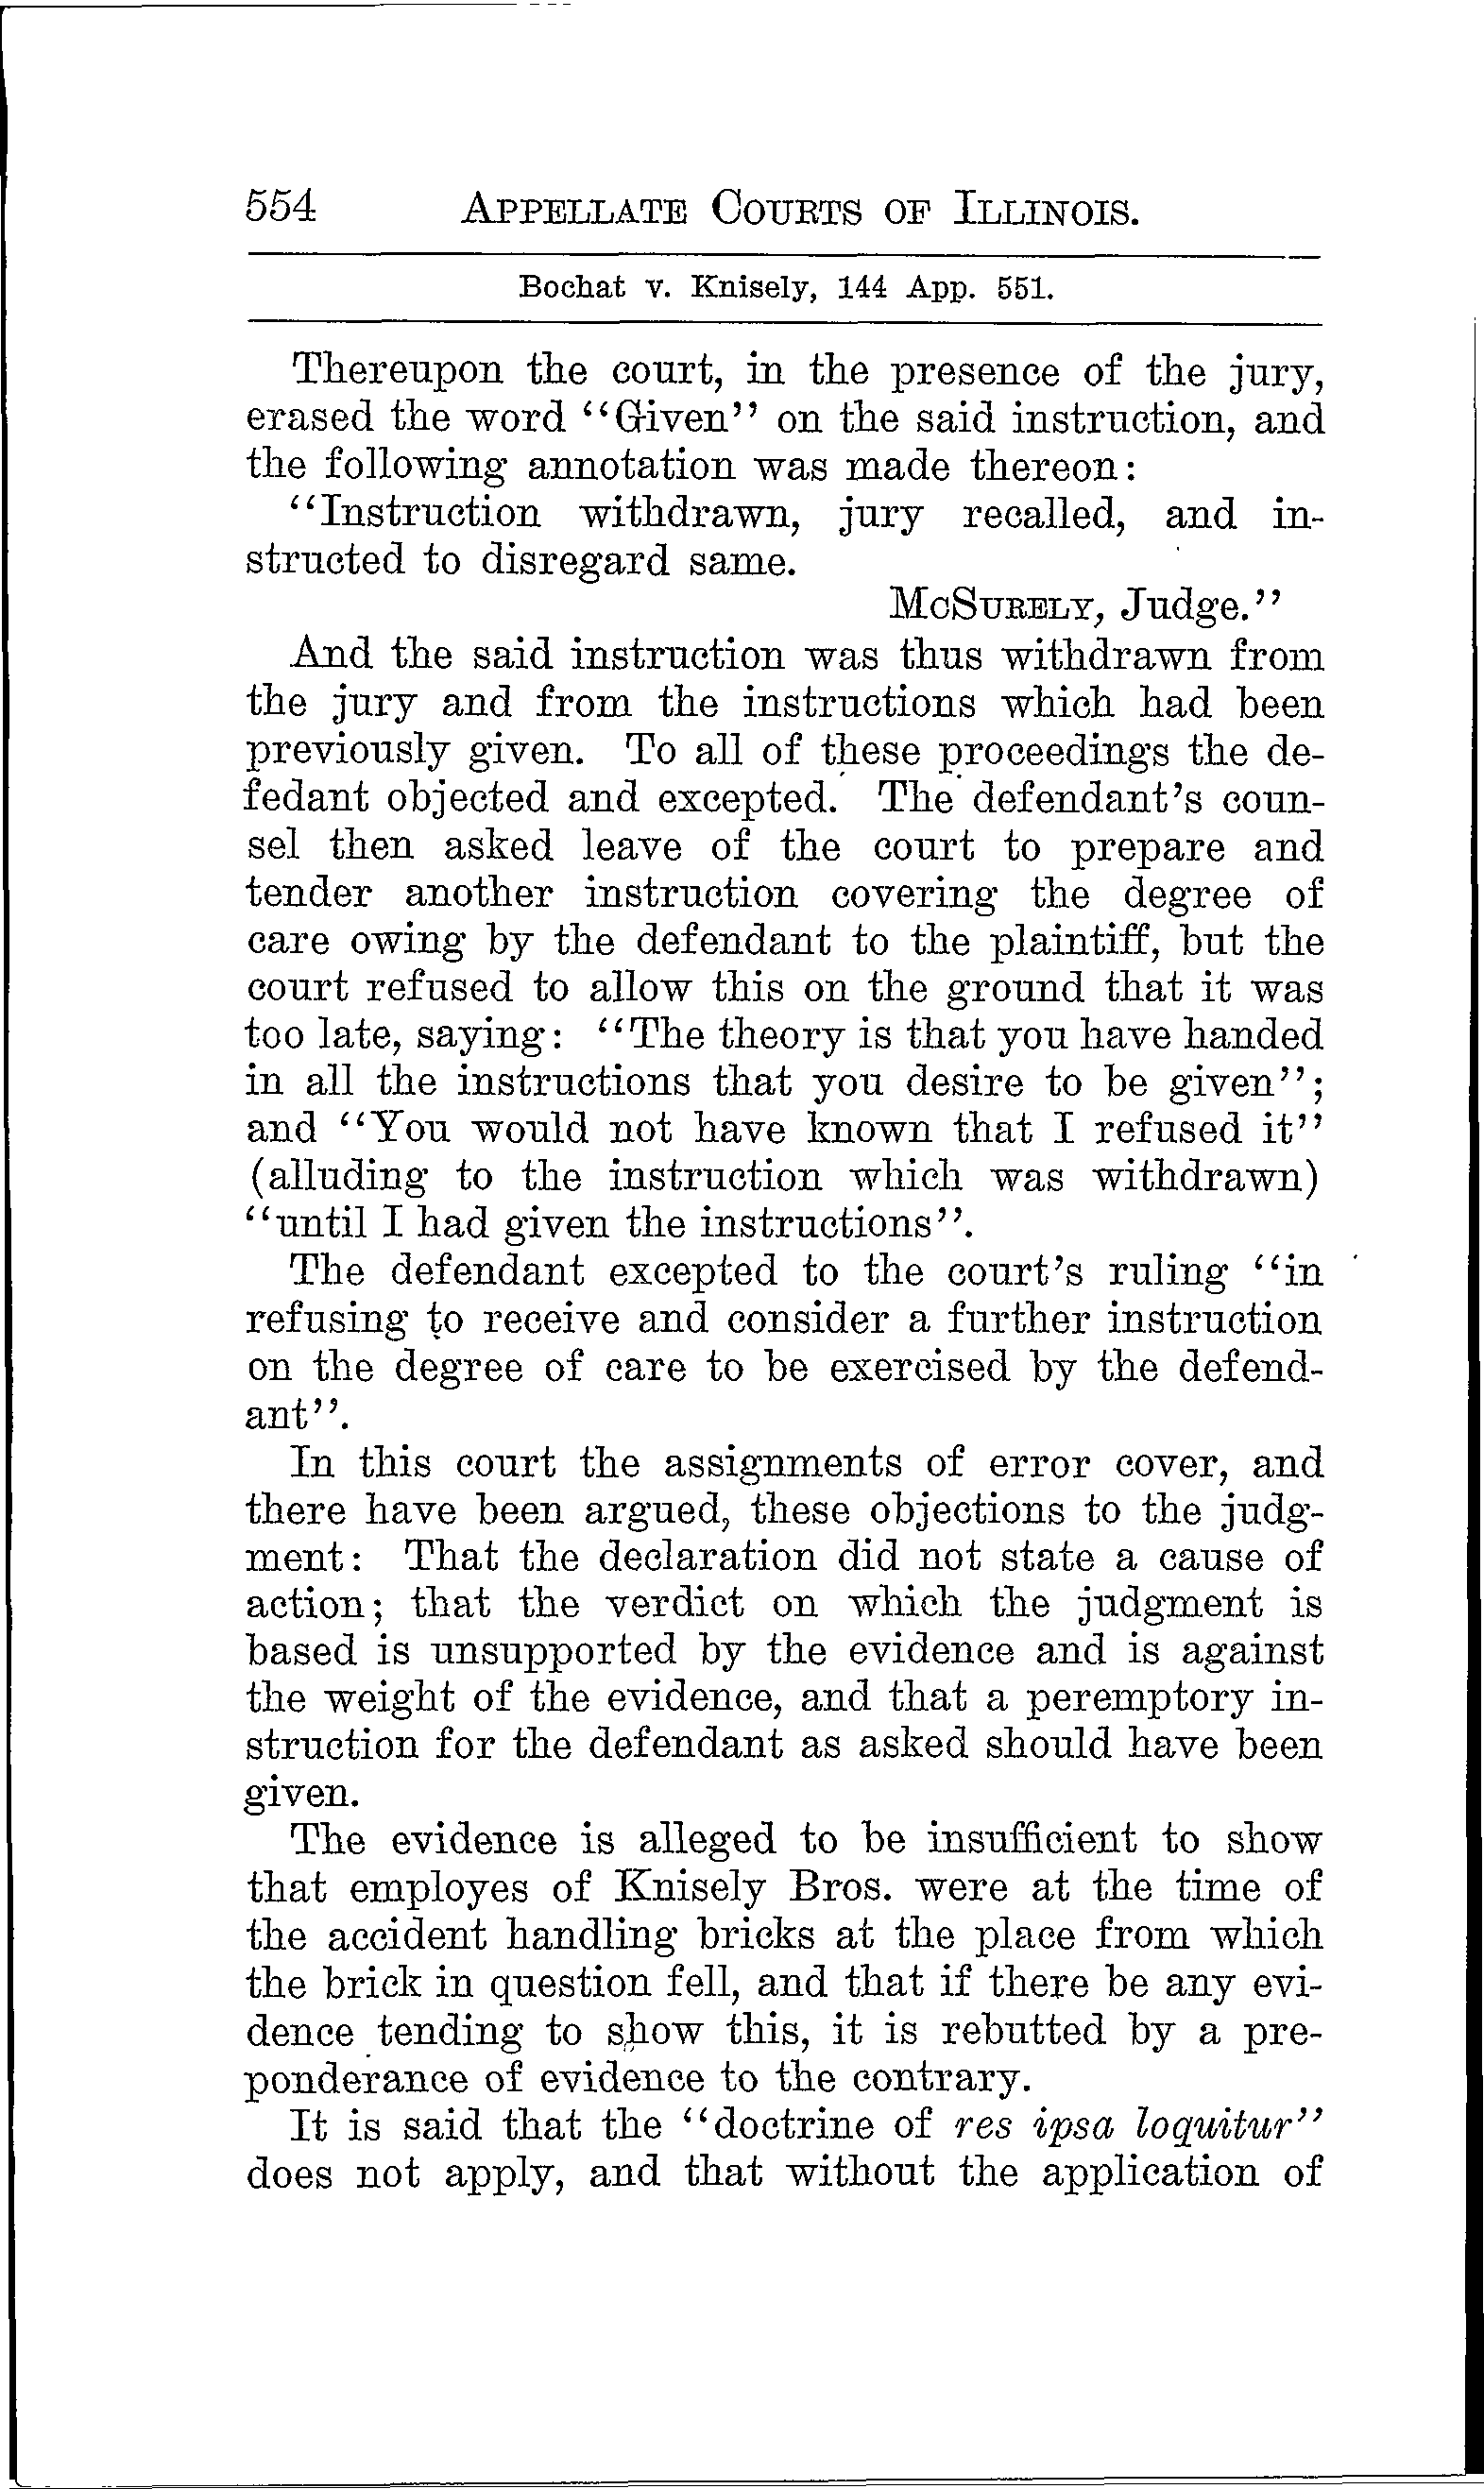 554 APPELLATE COURTS OF ILLINOIS.
Bochat v. Knisely, 144 App. 551.
Thereupon the court, in the presence of the jury,
erased the word "Given" on the said instruction, and
the following annotation was made thereon:
"Instruction withdrawn, jury recalled, and in-
structed to disregard same.
McSURELY, Judge."
And the said instruction was thus withdrawn from
the jury and from the instructions which had been
previously given. To all of these proceedings the de-
fedant objected and excepted. The defendant's coun-
sel then asked leave of the court to prepare and
tender another instruction covering the degree of
care owing by the defendant to the plaintiff, but the
court refused to allow this on the ground that it was
too late, saying: "The theory is that you have handed
in all the instructions that you desire to be given";
and "You would not have known that I refused it"
(alluding to the instruction which was withdrawn)
"until I had given the instructions".
The defendant excepted to the court's ruling "in
refusing to receive and consider a further instruction
on the degree of care to be exercised by the defend-
ant".
In this court the assignments of error cover, and
there have been argued, these objections to the judg-
ment: That the declaration did not state a cause of
action; that the verdict on which the judgment is
based is unsupported by the evidence and is against
the weight of the evidence, and that a peremptory in-
struction for the defendant as asked should have been
given.
The evidence is alleged to be insufficient to show
that employes of Knisely Bros. were at the time of
the accident handling bricks at the place from which
the brick in question fell, and that if there be any evi-
dence tending to show this, it is rebutted by a pre-
ponderance of evidence to the contrary.
It is said that the "doctrine of res ipsa loquitur"
does not apply, and that without the application of